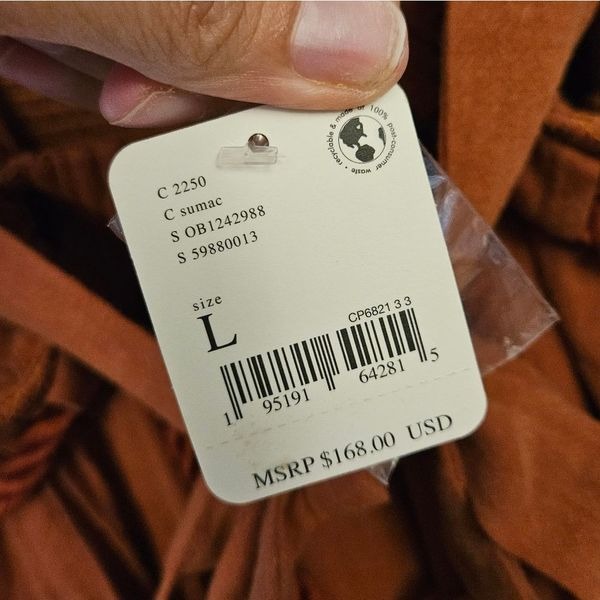 recyclable & made of 100% post-consumer waste •
C 2250
C sumac
S OB1242988
S 59880013
size
L
CP6821 3 3
1 95191 64281 5
MSRP $168.00 USD